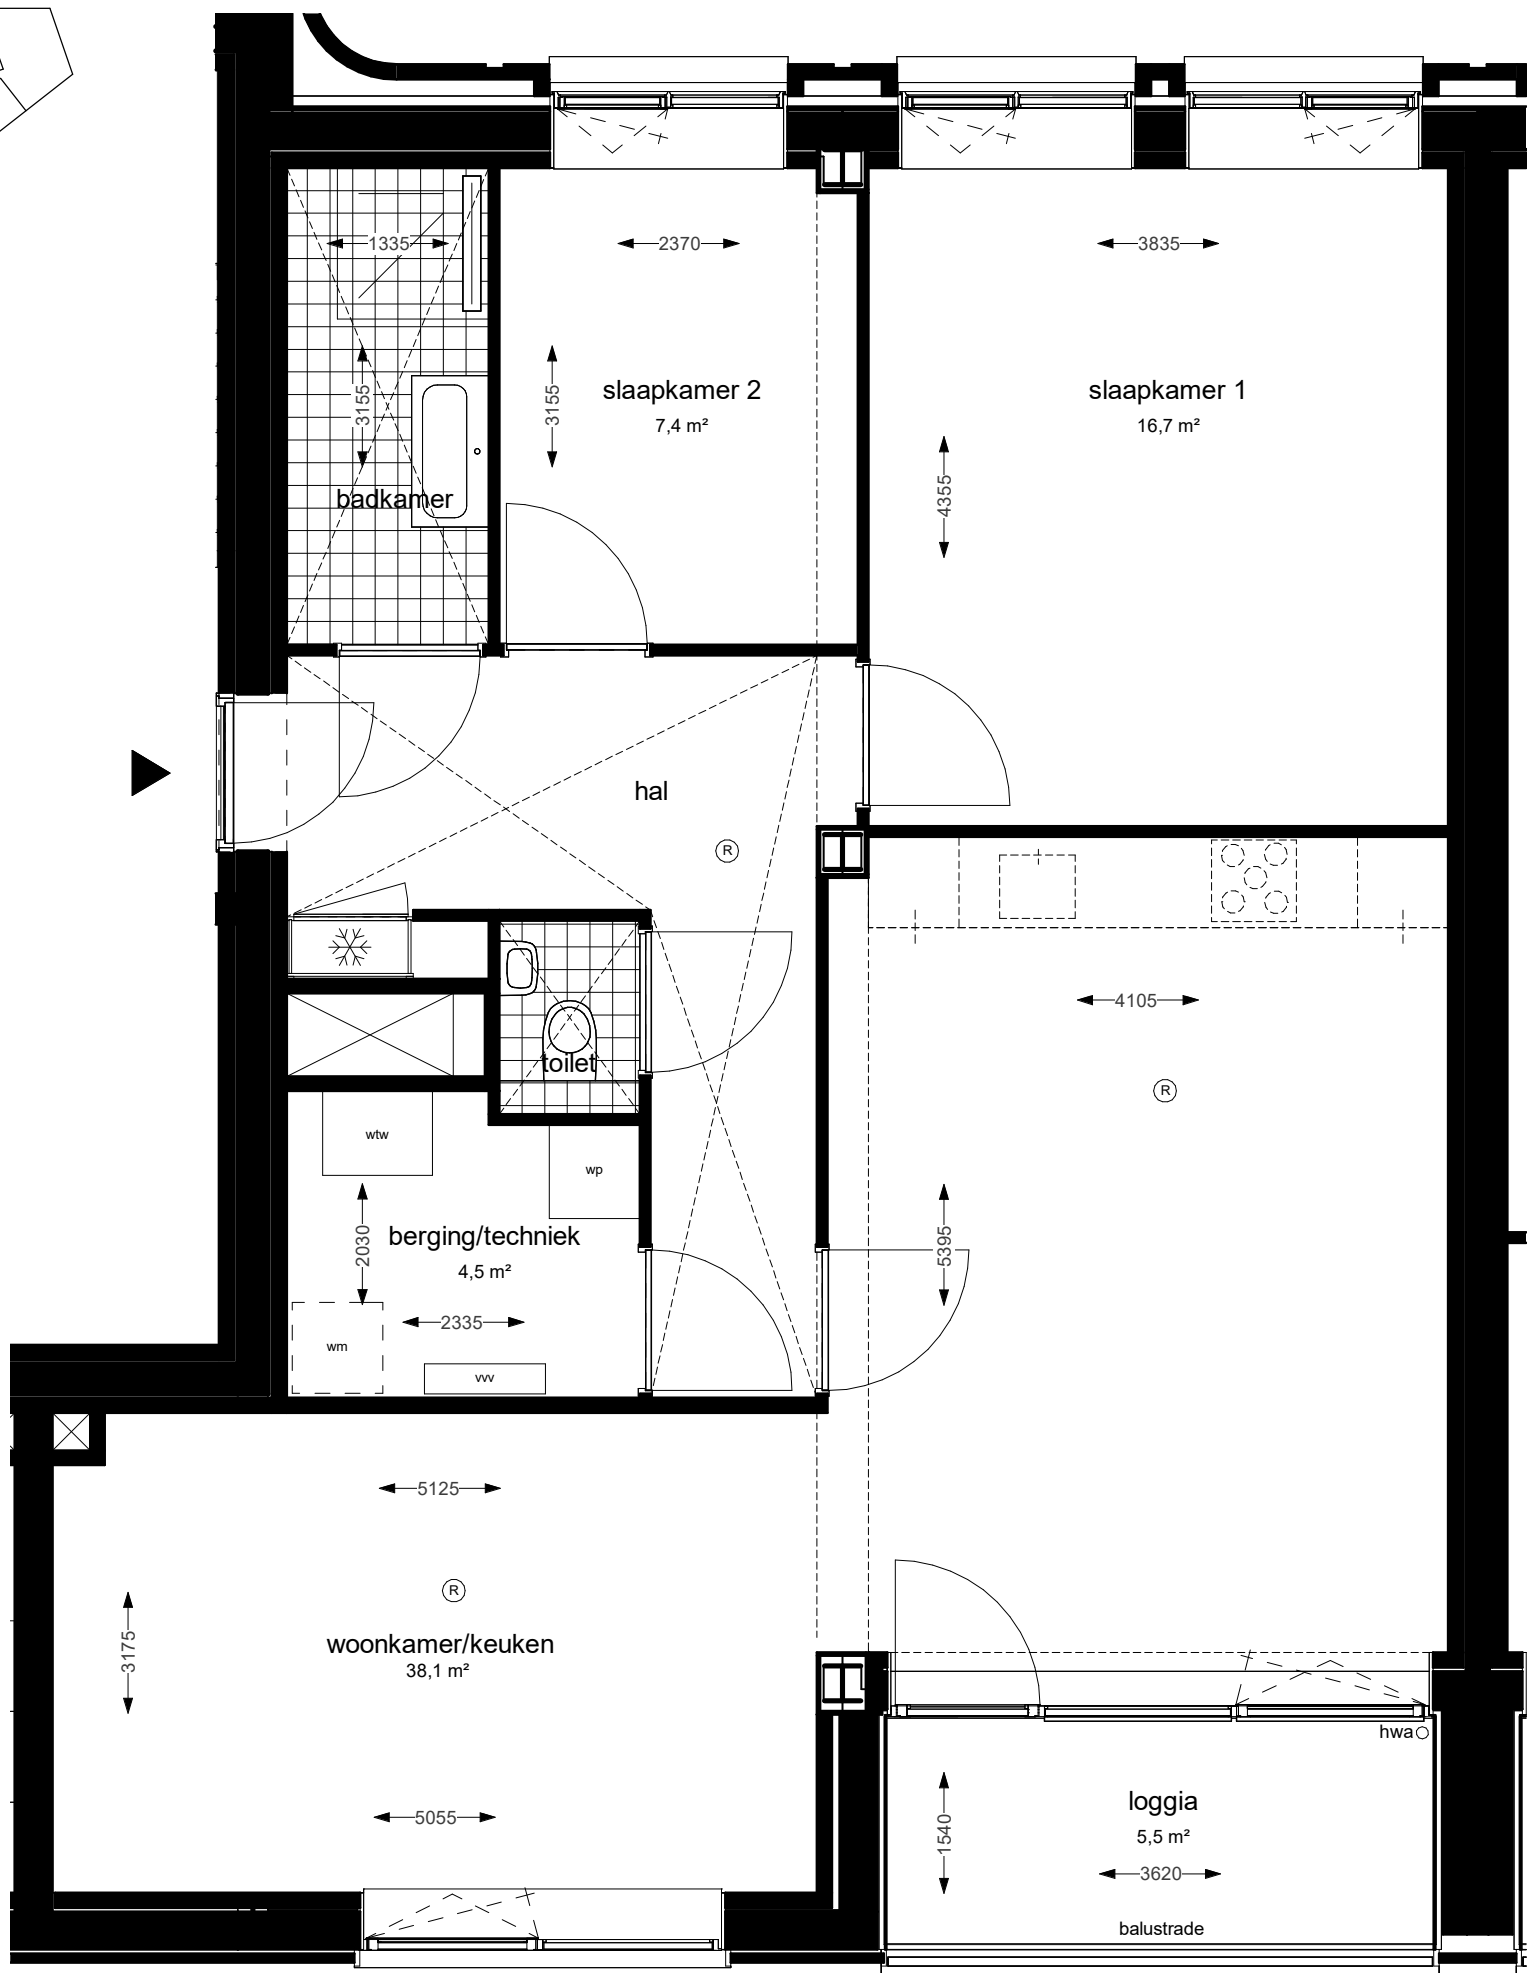 1335
2370
3835
3155
3155
slaapkamer 2
7,4 m²
slaapkamer 1
16,7 m²
4355
badkamer
hal
R
4105
toilet
R
wtw
wp
2030
berging/techniek
4,5 m²
5395
2335
wm
vvv
5125
R
3175
woonkamer/keuken
38,1 m²
hwa
5055
1540
loggia
5,5 m²
3620
balustrade